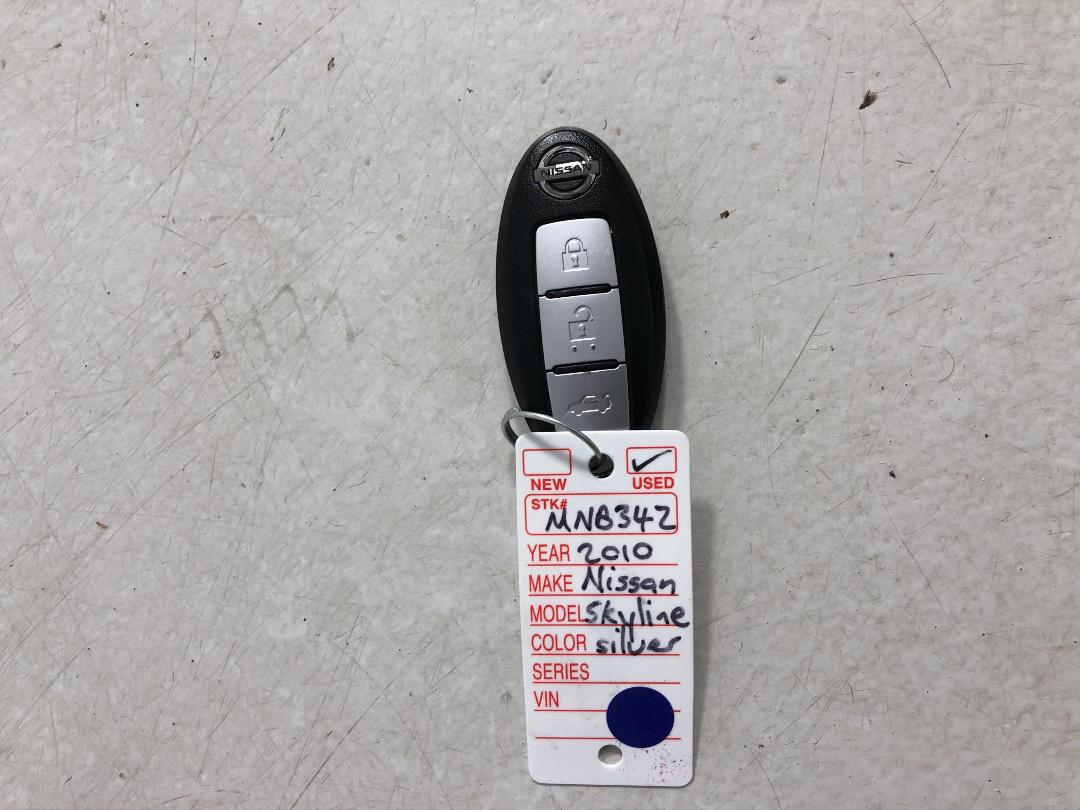 NISSAN
NEW USED
STK# MNB342
YEAR 2010
MAKE Nissan
MODEL Skyline
COLOR silver
SERIES
VIN